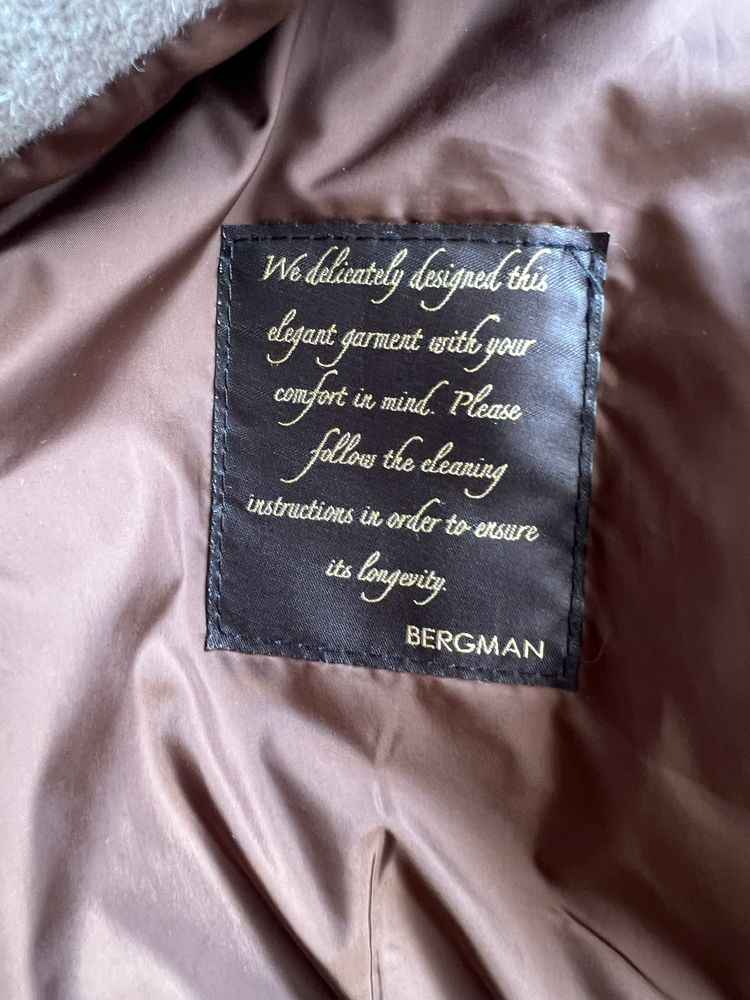 We delicately designed this
elegant garment with your
comfort in mind. Please
follow the cleaning
instructions in order to ensure
its longevity.
BERGMAN